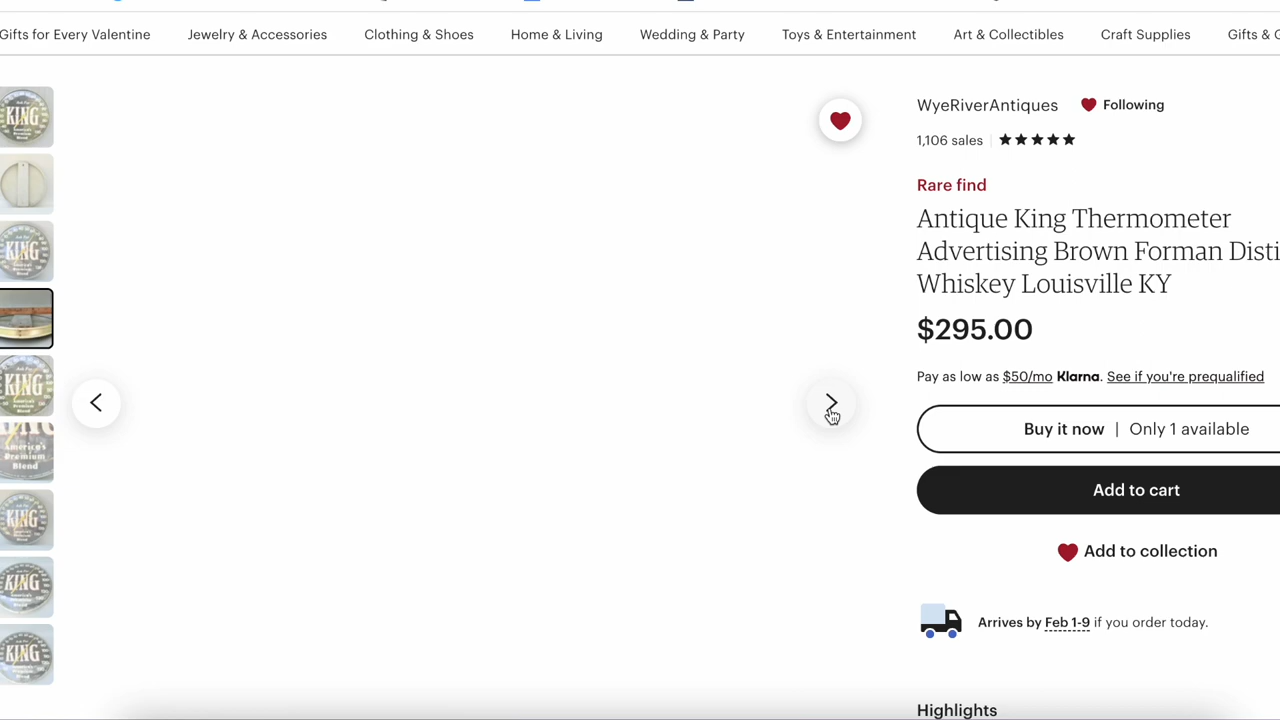 Gifts for Every Valentine Jewelry & Accessories Clothing & Shoes Home & Living Wedding & Party Toys & Entertainment Art & Collectibles Craft Supplies Gifts &
WyeRiverAntiques Following
1,106 sales
Rare find
Antique King Thermometer
Advertising Brown Forman Disti
Whiskey Louisville KY
$295.00
Pay as low as $50/mo Klarna. See if you're prequalified
Buy it now | Only 1 available
Add to cart
Add to collection
Arrives by Feb 1-9 if you order today.
Highlights
KING
KING
KING
America's
Premium
Blend
KING
KING
KING